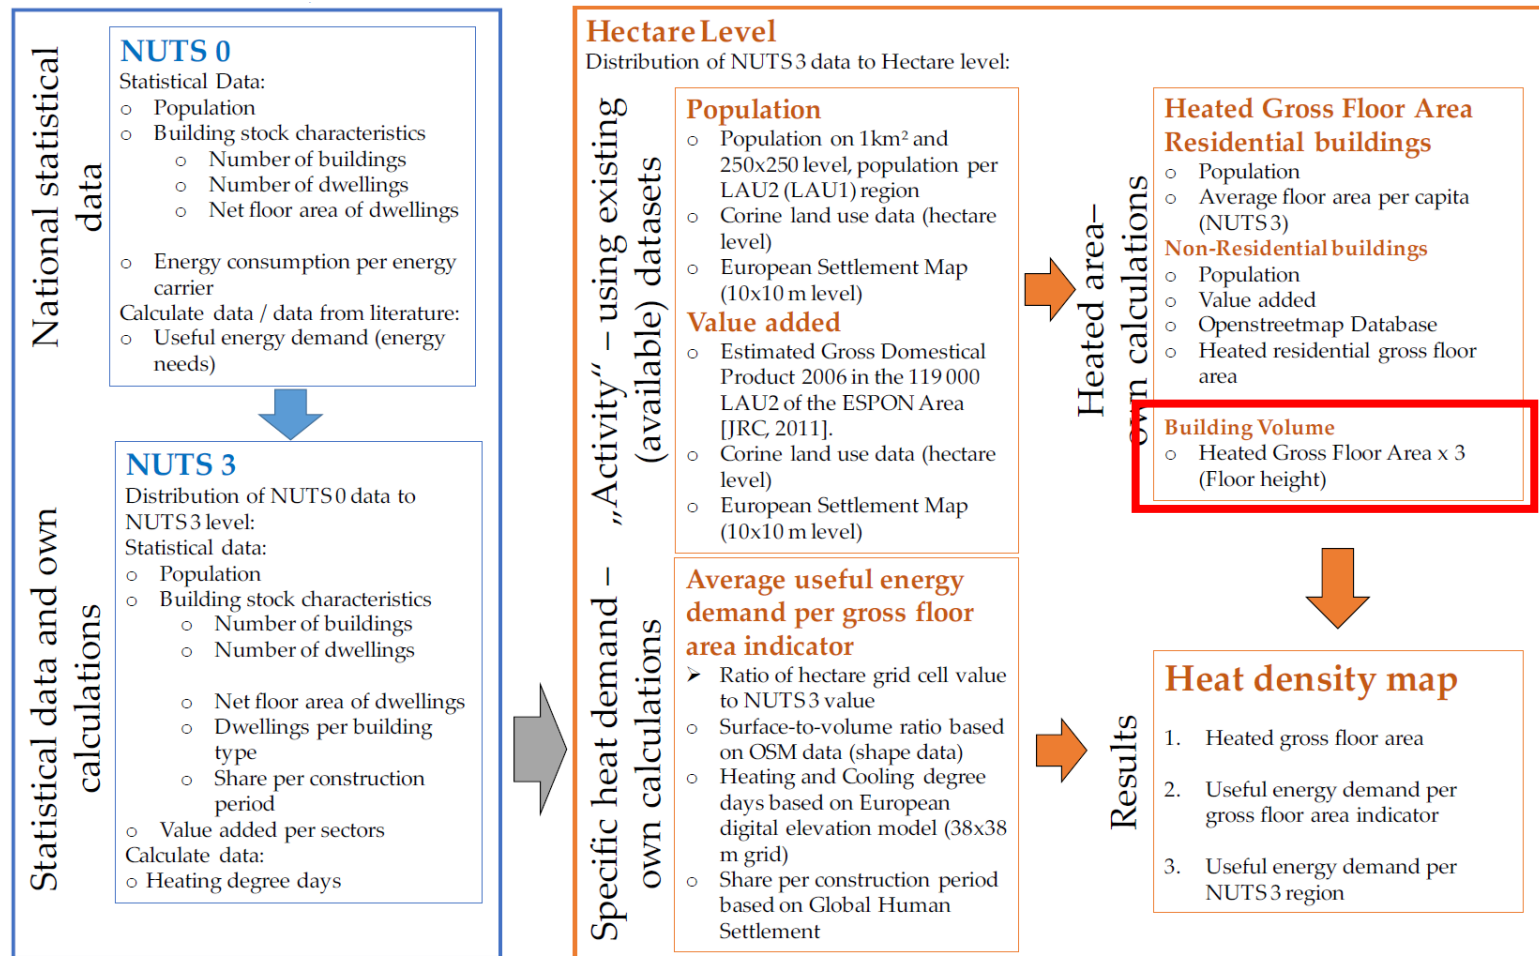 National statistical
data
NUTS 0
Statistical Data:
o Population
o Building stock characteristics
o Number of buildings
o Number of dwellings
o Net floor area of dwellings
o Energy consumption per energy
carrier
Calculate data / data from literature:
o Useful energy demand (energy
needs)
Statistical data and own
calculations
NUTS 3
Distribution of NUTS 0 data to
NUTS 3 level:
Statistical data:
o Population
o Building stock characteristics
o Number of buildings
o Number of dwellings
o Net floor area of dwellings
o Dwellings per building
type
o Share per construction
period
o Value added per sectors
Calculate data:
o Heating degree days
Hectare Level
Distribution of NUTS 3 data to Hectare level:
„Activity“ – using existing
(available) datasets
Population
o Population on 1km² and
250x250 level, population per
LAU2 (LAU1) region
o Corine land use data (hectare
level)
o European Settlement Map
(10x10 m level)
Value added
o Estimated Gross Domestical
Product 2006 in the 119 000
LAU2 of the ESPON Area
[JRC, 2011].
o Corine land use data (hectare
level)
o European Settlement Map
(10x10 m level)
Specific heat demand –
own calculations
Average useful energy
demand per gross floor
area indicator
➤ Ratio of hectare grid cell value
to NUTS 3 value
o Surface-to-volume ratio based
on OSM data (shape data)
o Heating and Cooling degree
days based on European
digital elevation model (38x38
m grid)
o Share per construction period
based on Global Human
Settlement
Heated area–
own calculations
Heated Gross Floor Area
Residential buildings
o Population
o Average floor area per capita
(NUTS 3)
Non-Residential buildings
o Population
o Value added
o Openstreetmap Database
o Heated residential gross floor
area
Building Volume
o Heated Gross Floor Area x 3
(Floor height)
Results
Heat density map
1. Heated gross floor area
2. Useful energy demand per
gross floor area indicator
3. Useful energy demand per
NUTS 3 region